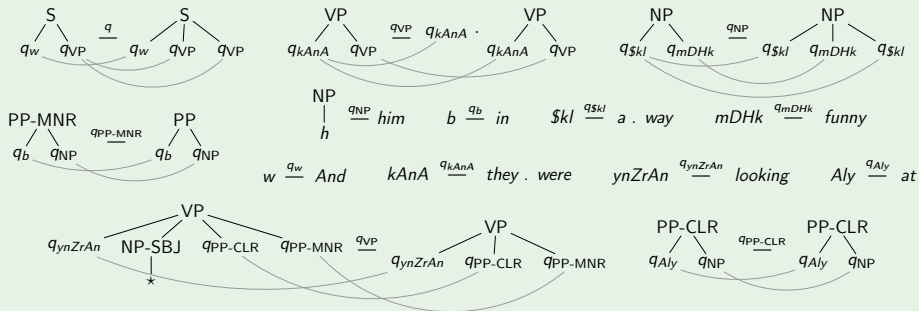 S q S
q_w q_VP — q_w q_VP q_VP
VP q_VP VP
q_kAnA q_VP — q_kAnA · q_kAnA q_VP
NP q_NP NP
q_$kl q_mDHk — q_$kl q_mDHk q_$kl
PP-MNR q_PP-MNR PP
q_b q_NP — q_b q_NP
NP
h q_NP — him b q_b — in $kl q_$kl — a . way mDHk q_mDHk — funny
w q_w — And kAnA q_kAnA — they . were ynZrAn q_ynZrAn — looking Aly q_Aly — at
VP q_VP VP
q_ynZrAn NP-SBJ q_PP-CLR q_PP-MNR — q_ynZrAn q_PP-CLR q_PP-MNR
⋆
PP-CLR q_PP-CLR PP-CLR
q_Aly q_NP — q_Aly q_NP